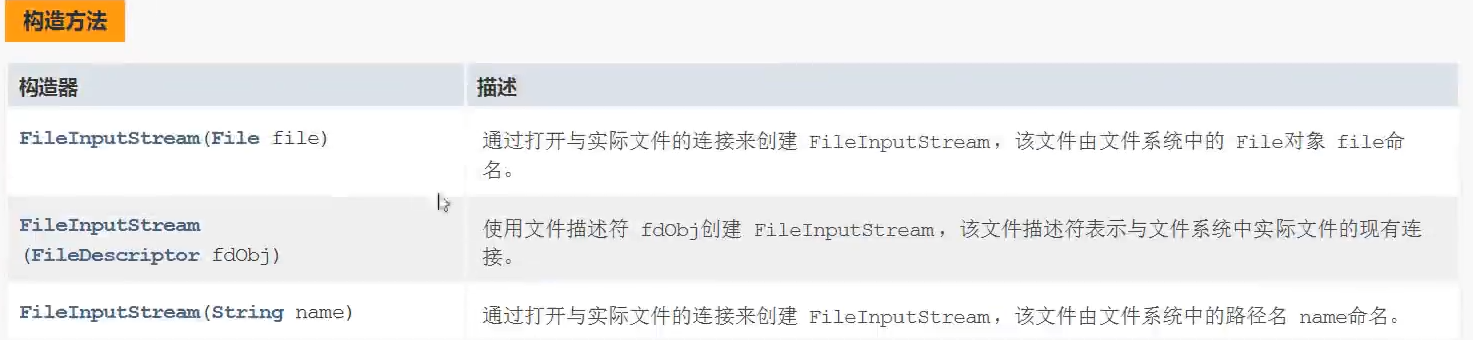 构造方法
构造器 描述
FileInputStream(File file) 通过打开与实际文件的连接来创建 FileInputStream，该文件由文件系统中的 File对象 file命
名。
FileInputStream 使用文件描述符 fdObj创建 FileInputStream，该文件描述符表示与文件系统中实际文件的现有连
(FileDescriptor fdObj) 接。
FileInputStream(String name) 通过打开与实际文件的连接来创建 FileInputStream，该文件由文件系统中的路径名 name命名。